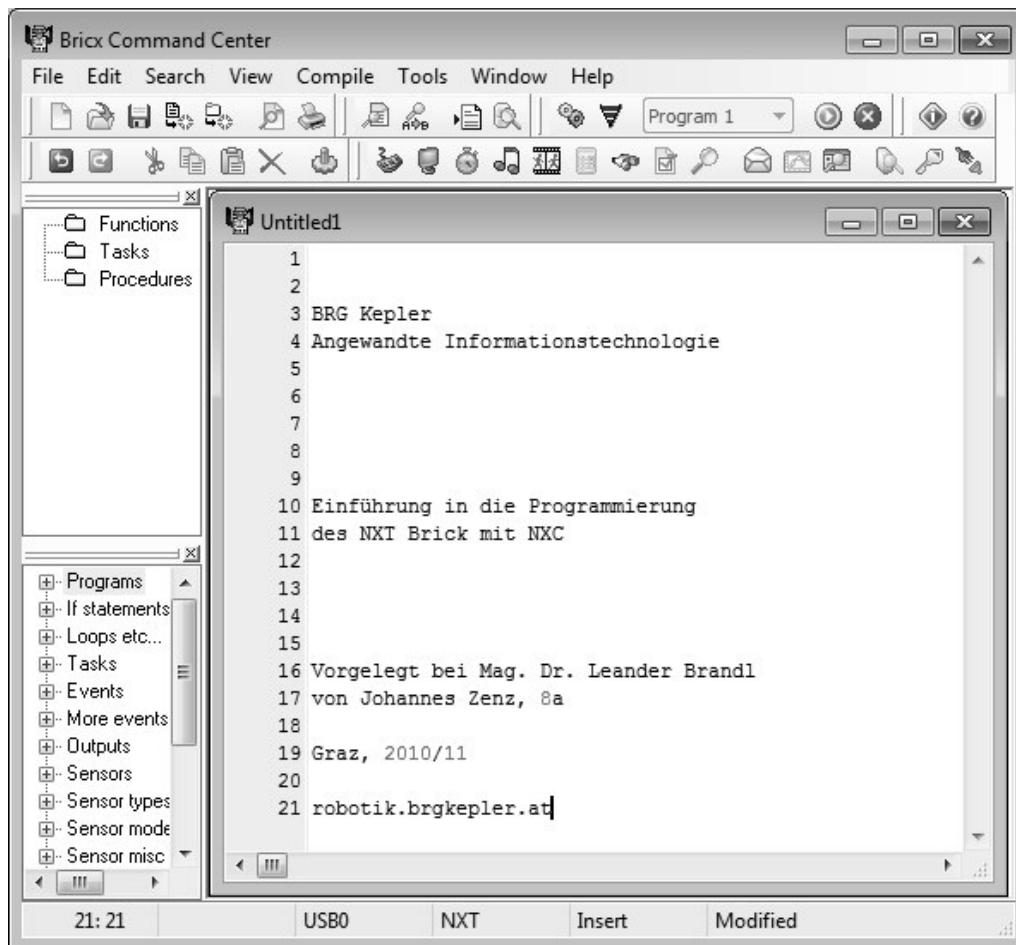 Bricx Command Center
File Edit Search View Compile Tools Window Help
Program 1
Functions
Tasks
Procedures
Programs
If statements
Loops etc...
Tasks
Events
More events
Outputs
Sensors
Sensor types
Sensor mode
Sensor misc
Untitled1
1
2
3 BRG Kepler
4 Angewandte Informationstechnologie
5
6
7
8
9
10 Einführung in die Programmierung
11 des NXT Brick mit NXC
12
13
14
15
16 Vorgelegt bei Mag. Dr. Leander Brandl
17 von Johannes Zenz, 8a
18
19 Graz, 2010/11
20
21 robotik.brgkepler.at
21: 21 USB0 NXT Insert Modified